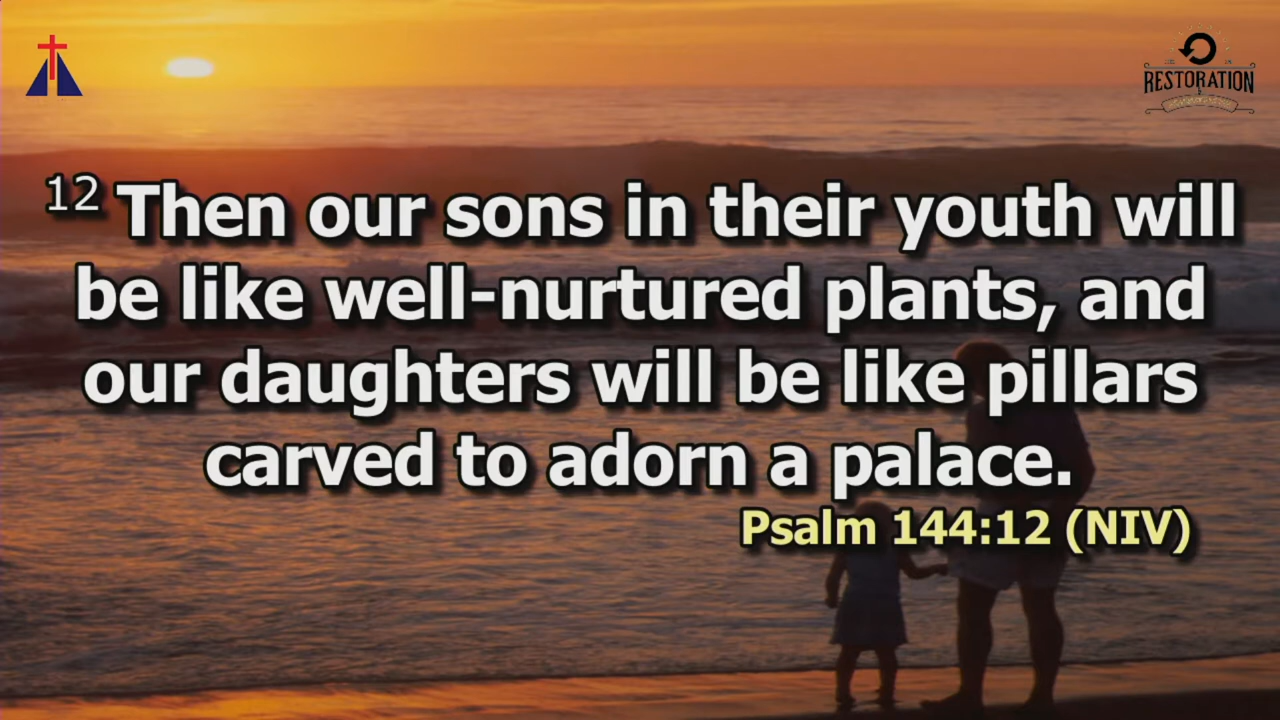 RESTORATION
12 Then our sons in their youth will
be like well-nurtured plants, and
our daughters will be like pillars
carved to adorn a palace.
Psalm 144:12 (NIV)